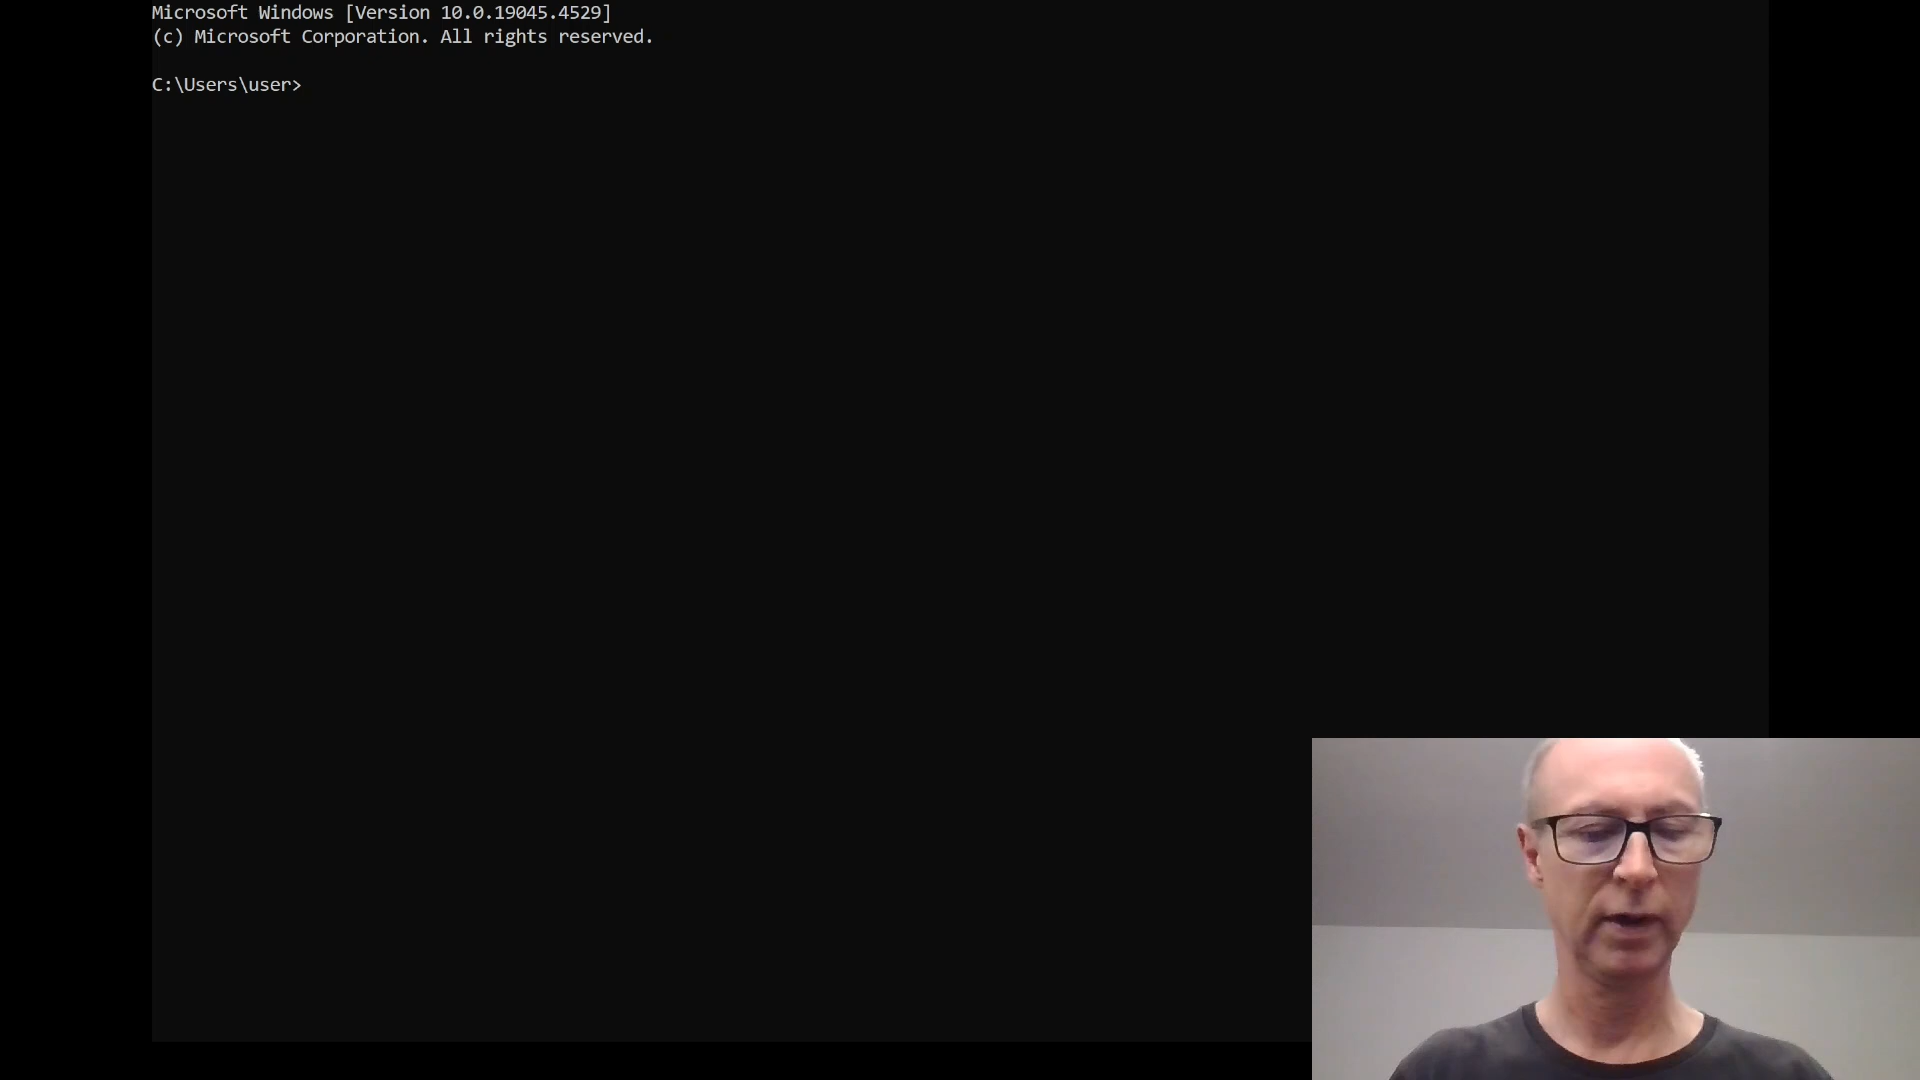 Microsoft Windows [Version 10.0.19045.4529]
(c) Microsoft Corporation. All rights reserved.
C:\Users\user>